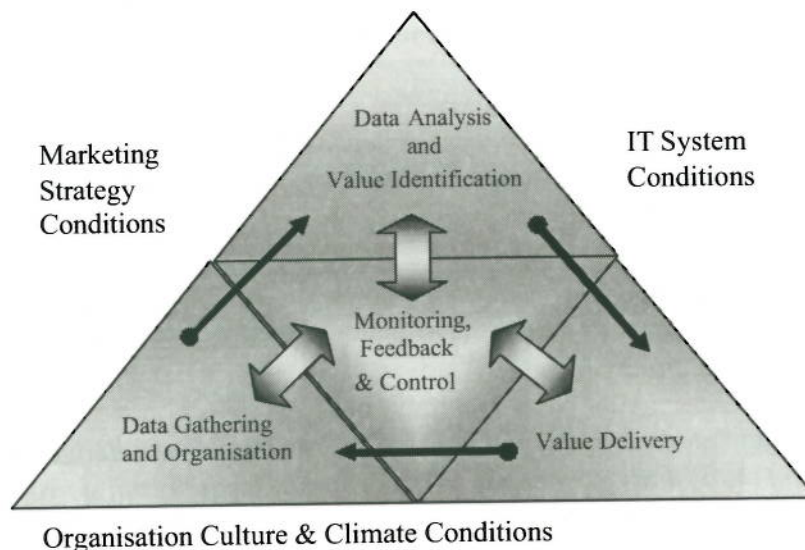 Data Analysis
and
Value Identification
Marketing
Strategy
Conditions
IT System
Conditions
Monitoring,
Feedback
& Control
Data Gathering
and Organisation
Value Delivery
Organisation Culture & Climate Conditions